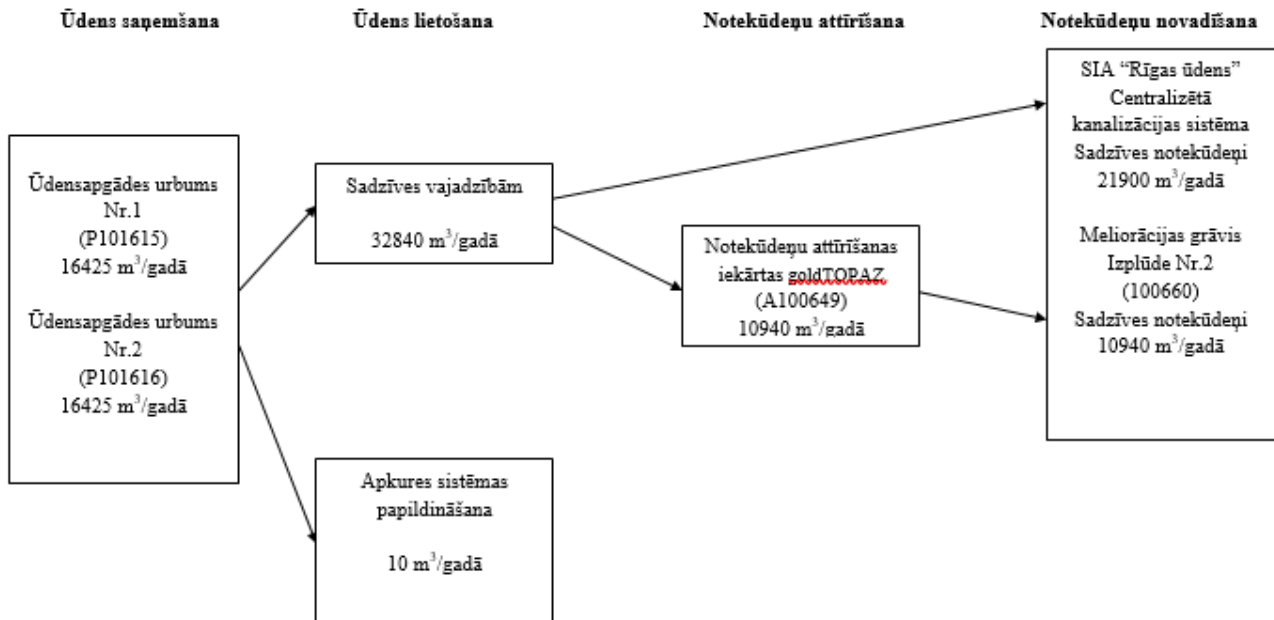 Ūdens saņemšana
Ūdens lietošana
Notekūdeņu attīrīšana
Notekūdeņu novadīšana
Ūdensapgādes urbums
Nr.1
(P101615)
16425 m³/gadā
Ūdensapgādes urbums
Nr.2
(P101616)
16425 m³/gadā
Sadzīves vajadzībām
32840 m³/gadā
Apkures sistēmas
papildināšana
10 m³/gadā
Notekūdeņu attīrīšanas
iekārtas goldTOPAZ
(A100649)
10940 m³/gadā
SIA “Rīgas ūdens”
Centralizētā
kanalizācijas sistēma
Sadzīves notekūdeņi
21900 m³/gadā
Meliorācijas grāvis
Izplūde Nr.2
(100660)
Sadzīves notekūdeņi
10940 m³/gadā